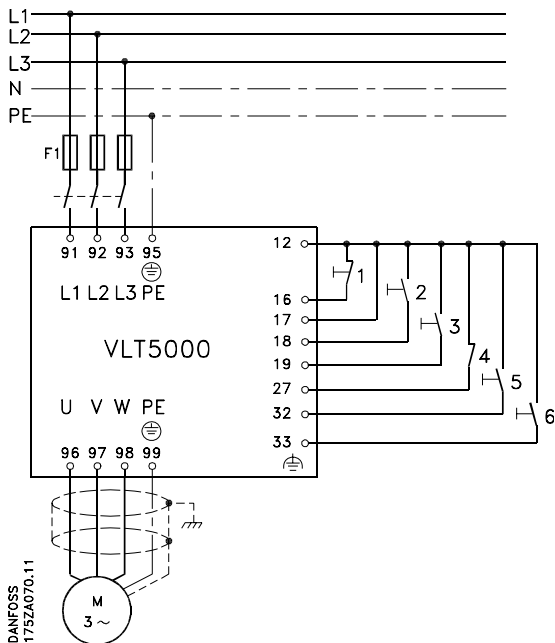 L1
L2
L3
N
PE
F1
91 92 93 95
L1 L2 L3 PE
VLT5000
U V W PE
96 97 98 99
12
16
17
18
19
27
32
33
1
2
3
4
5
6
M
3 ~
DANFOSS
175ZA070.11